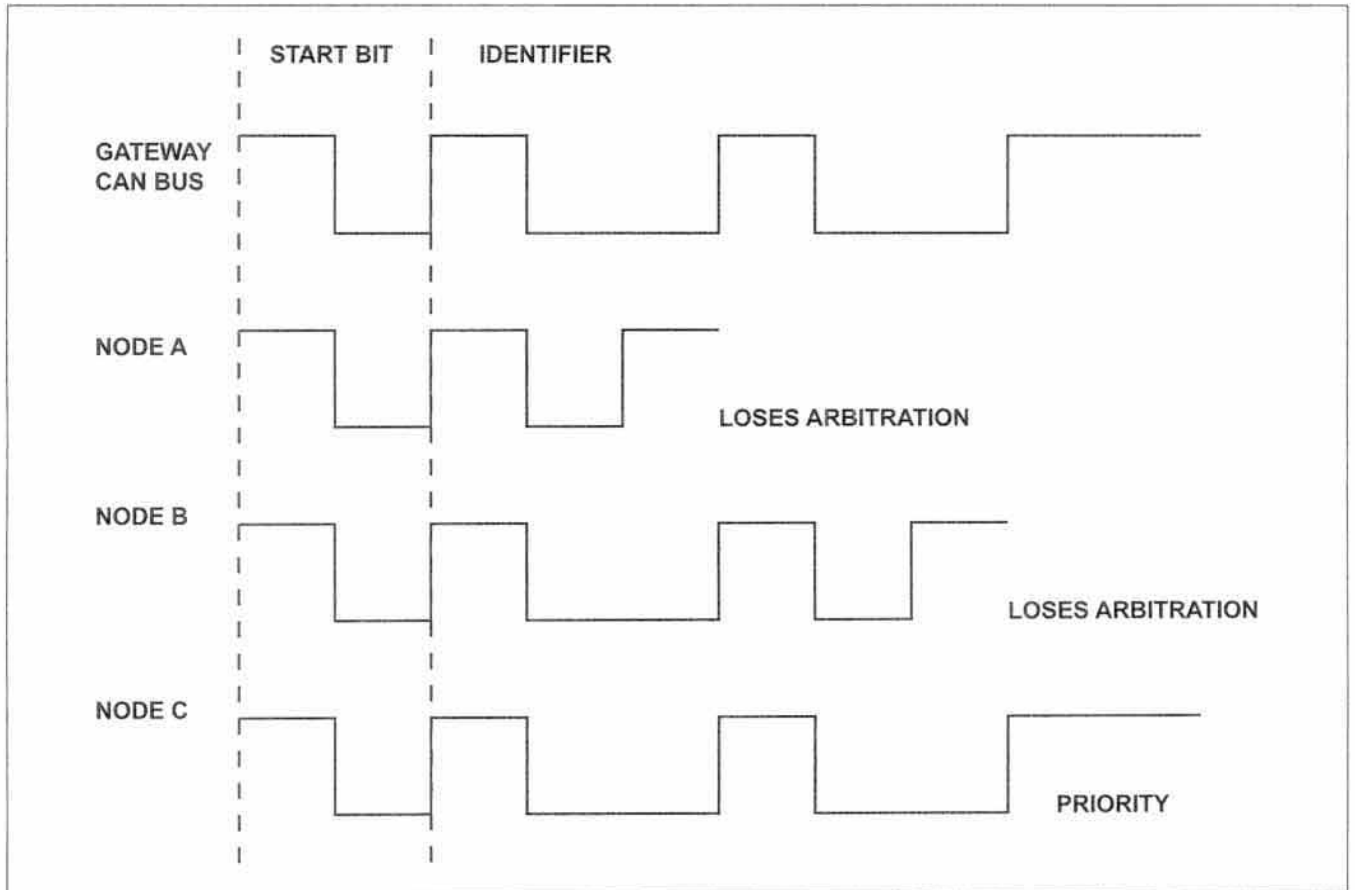 START BIT
IDENTIFIER
GATEWAY
CAN BUS
NODE A
LOSES ARBITRATION
NODE B
LOSES ARBITRATION
NODE C
PRIORITY